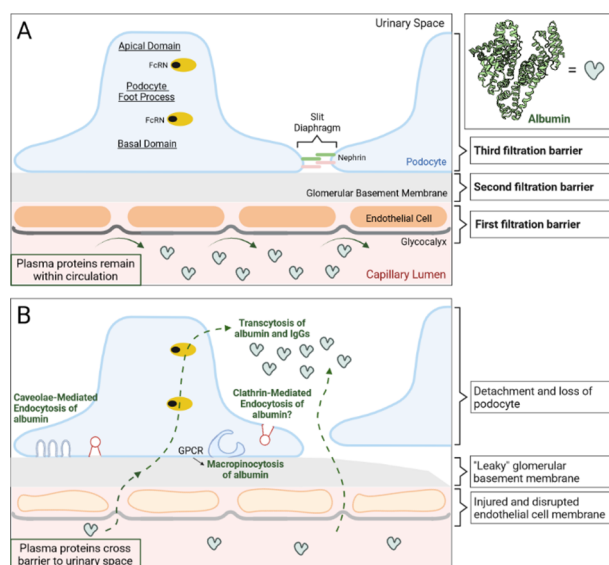 A
Urinary Space
Apical Domain
FcRN
Podocyte
Foot Process
FcRN
Basal Domain
Slit
Diaphragm
Nephrin
Podocyte
Glomerular Basement Membrane
Endothelial Cell
Glycocalyx
Plasma proteins remain
within circulation
Capillary Lumen
=
Albumin
Third filtration barrier
Second filtration barrier
First filtration barrier
B
Transcytosis of
albumin and IgGs
Caveolae-Mediated
Endocytosis of
albumin
Clathrin-Mediated
Endocytosis of
albumin?
GPCR
Macropinocytosis
of albumin
Plasma proteins cross
barrier to urinary space
Detachment and loss of
podocyte
"Leaky" glomerular
basement membrane
Injured and disrupted
endothelial cell membrane